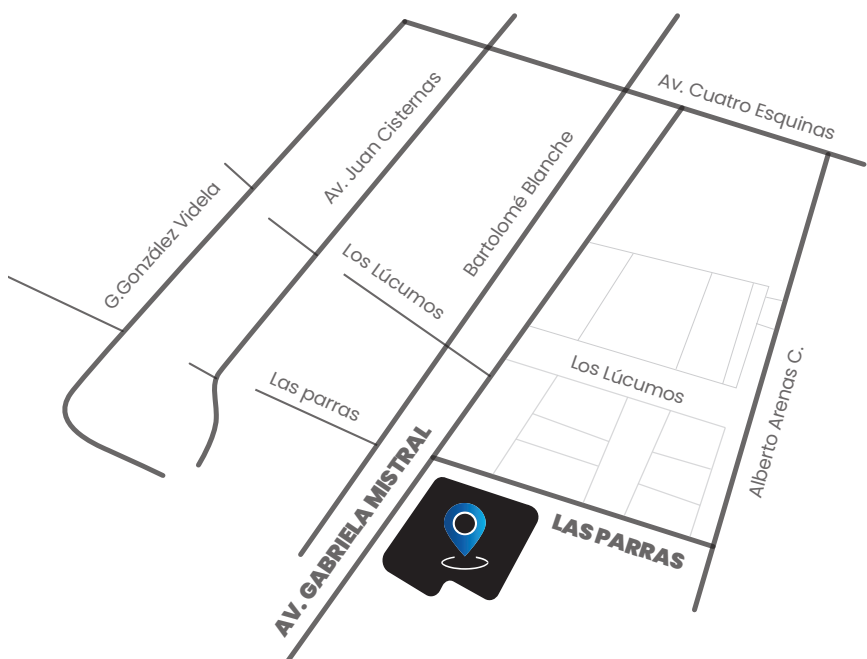 Av. Cuatro Esquinas
Av. Juan Cisternas
Bartolomé Blanche
G.González Videla
Los Lúcumos
Los Lúcumos
Alberto Arenas C.
Las parras
AV. GABRIELA MISTRAL
LAS PARRAS